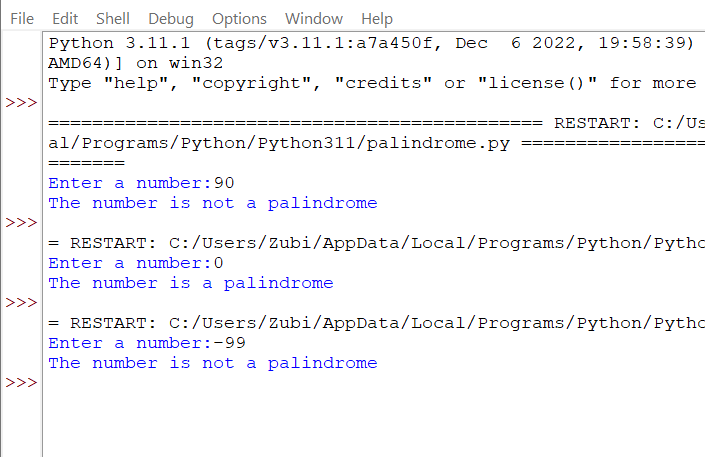 File Edit Shell Debug Options Window Help
Python 3.11.1 (tags/v3.11.1:a7a450f, Dec  6 2022, 19:58:39)
AMD64)] on win32
Type "help", "copyright", "credits" or "license()" for more
>>>
============================================= RESTART: C:/Us
al/Programs/Python/Python311/palindrome.py =================
=======
Enter a number:90
The number is not a palindrome
>>>
= RESTART: C:/Users/Zubi/AppData/Local/Programs/Python/Pytho
Enter a number:0
The number is a palindrome
>>>
= RESTART: C:/Users/Zubi/AppData/Local/Programs/Python/Pytho
Enter a number:-99
The number is not a palindrome
>>>